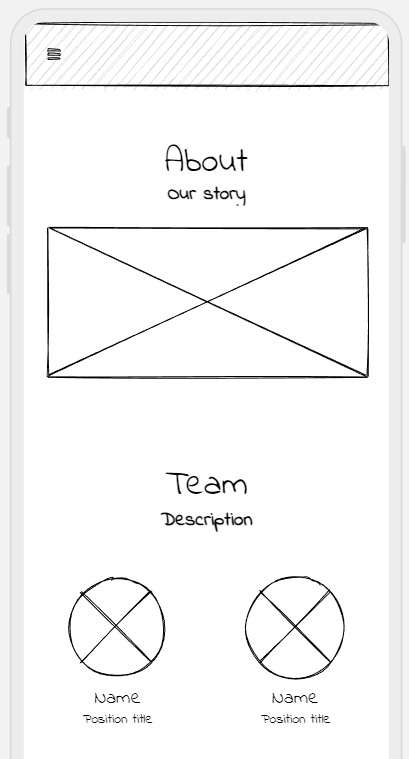 About
our story
Team
Description
Name
Position title
Name
Position title